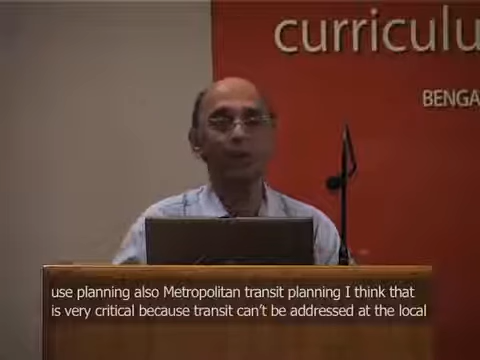 curriculu
BENGA
use planning also Metropolitan transit planning I think that
is very critical because transit can't be addressed at the local